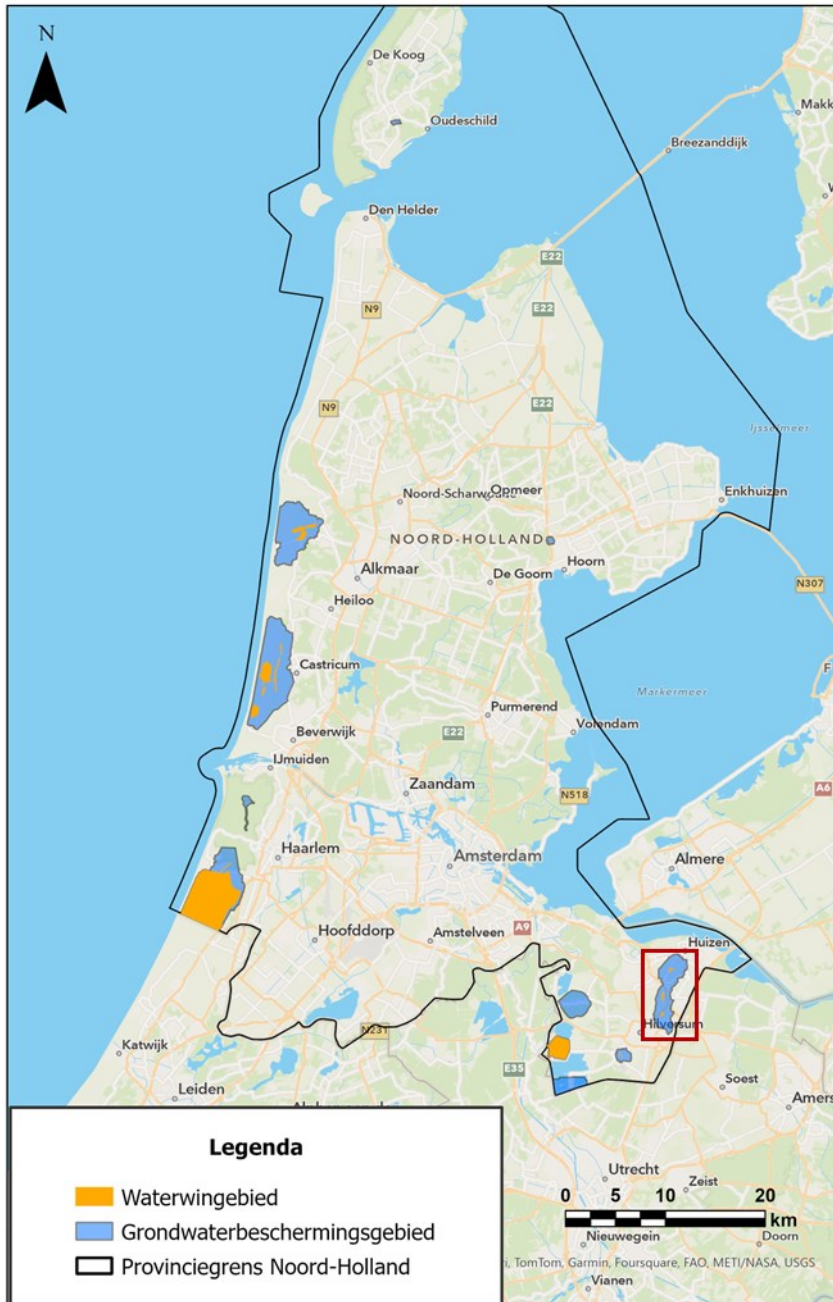 N
De Koog
Oudeschild
Makk
Breezanddijk
Den Helder
E22
N9
E22
N9
E22
IJsselmeer
Enkhuizen
Opmeer
NOORD-HOLLAND
Hoorn
Alkmaar
De Goorn
N307
Heiloo
Castricum
Markermeer
F
Purmerend
Volendam
Beverwijk
E22
IJmuiden
Zaandam
N518
A6
Haarlem
Amsterdam
Almere
A9
Hoofddorp
Amstelveen
Huizen
N231
Hilversum
Katwijk
E35
Leiden
Soest
Amers
Legenda
Waterwingebied
Grondwaterbeschermingsgebied
Provinciegrens Noord-Holland
Utrecht
Zeist
0 5 10 20
km
Nieuwegein
Doorn
ri, TomTom, Garmin, Foursquare, FAO, METI/NASA, USGS
Vianen